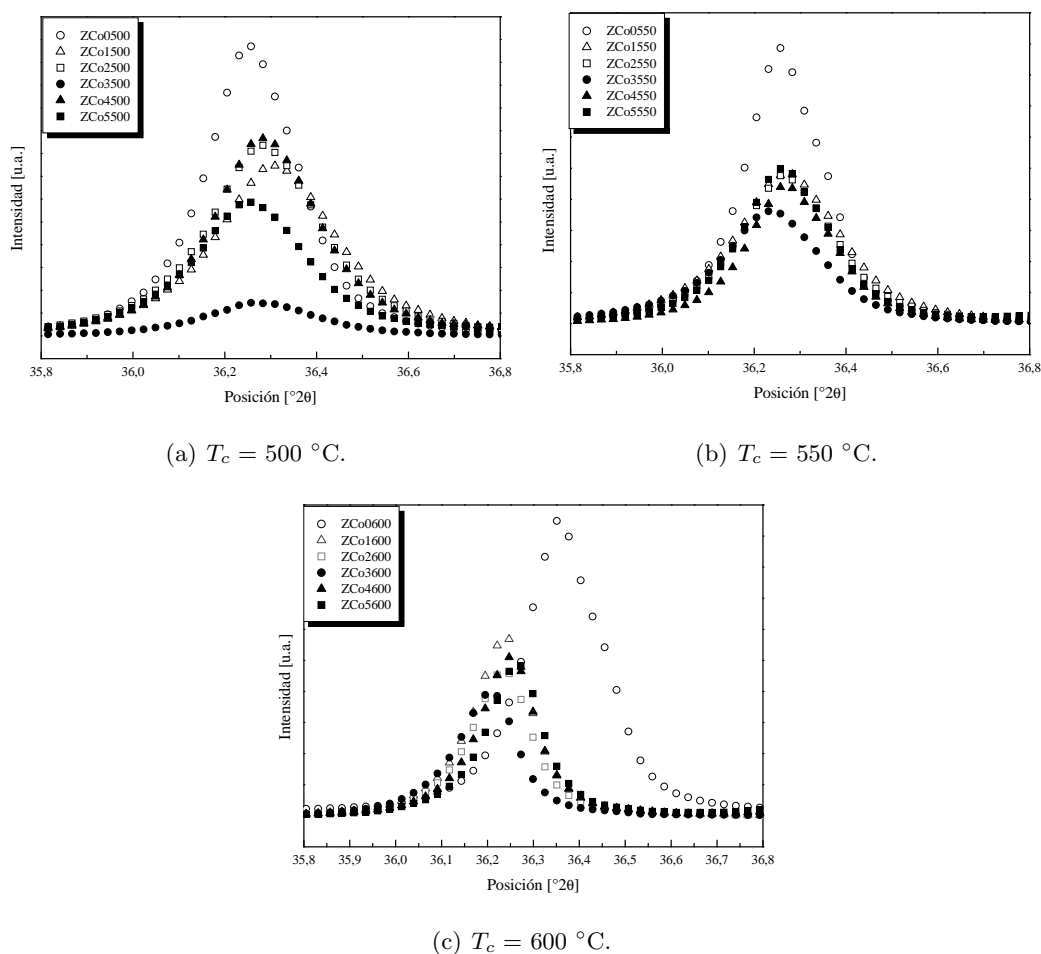 ZCo0500
ZCo1500
ZCo2500
ZCo3500
ZCo4500
ZCo5500
Intensidad [u.a.]
35,8 36,0 36,2 36,4 36,6 36,8
Posición [°2θ]
(a) T_c = 500 °C.
ZCo0550
ZCo1550
ZCo2550
ZCo3550
ZCo4550
ZCo5550
Intensidad [u.a.]
35,8 36,0 36,2 36,4 36,6 36,8
Posición [°2θ]
(b) T_c = 550 °C.
ZCo0600
ZCo1600
ZCo2600
ZCo3600
ZCo4600
ZCo5600
Intensidad [u.a.]
35,8 35,9 36,0 36,1 36,2 36,3 36,4 36,5 36,6 36,7 36,8
Posición [°2θ]
(c) T_c = 600 °C.